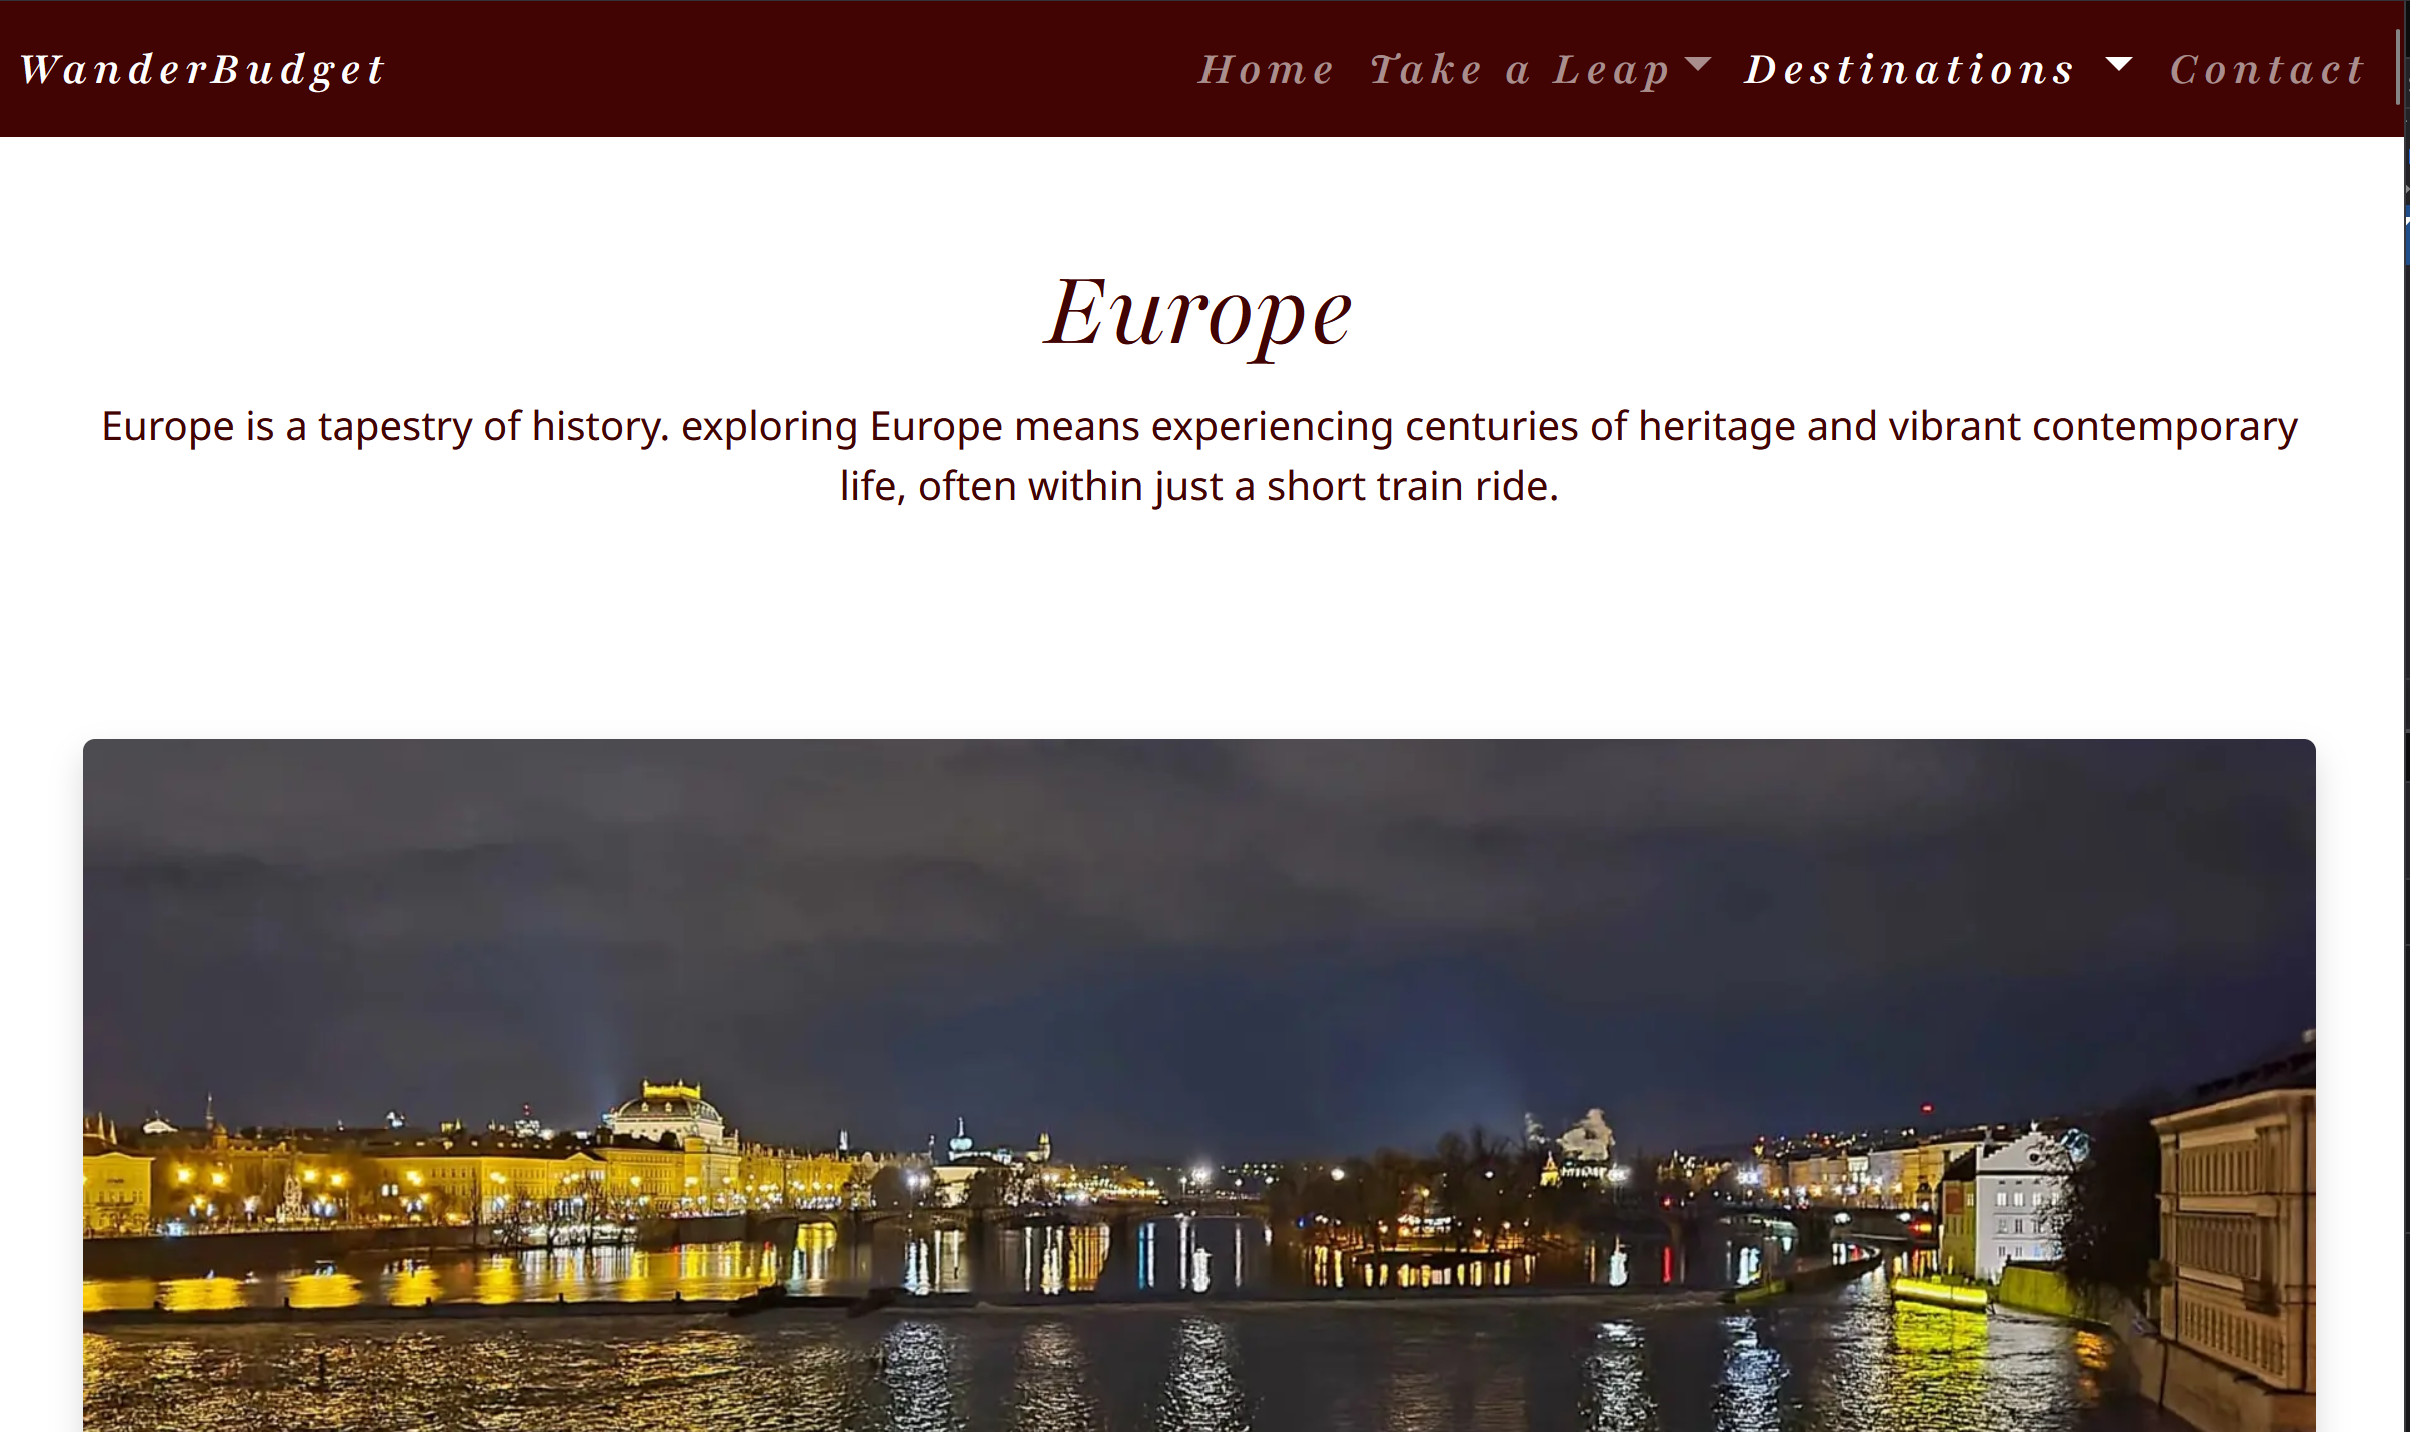 WanderBudget
Home Take a Leap Destinations Contact
Europe
Europe is a tapestry of history. exploring Europe means experiencing centuries of heritage and vibrant contemporary
life, often within just a short train ride.